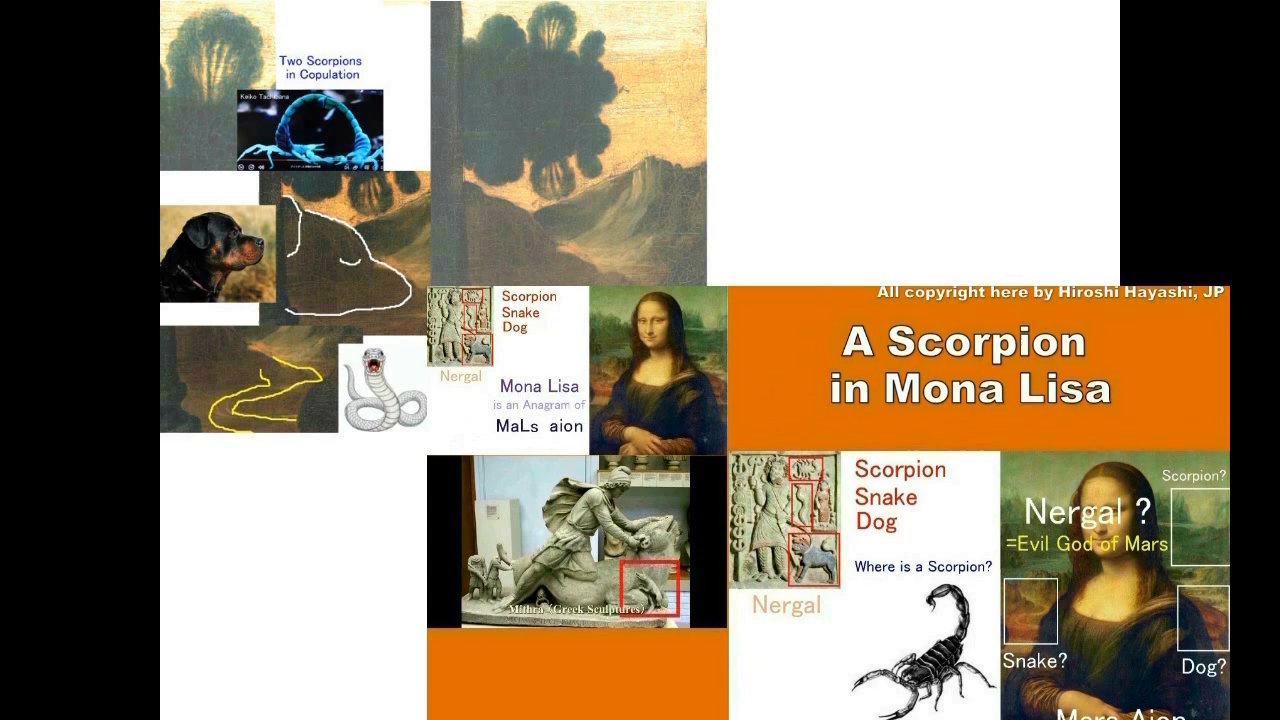 Two Scorpions
in Copulation
All copyright here by Hiroshi Hayashi, JP
A Scorpion
in Mona Lisa
Scorpion
Snake
Dog
Nergal
Mona Lisa
is an Anagram of
MaLs aion
Mithra (Greek Sculptures)
Scorpion
Snake
Dog
Where is a Scorpion?
Nergal
Scorpion?
Nergal ?
=Evil God of Mars
Snake?
Dog?
Mars Aion